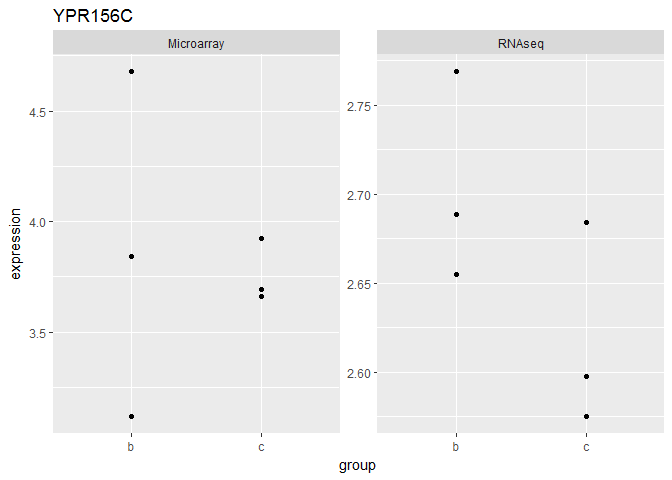 YPR156C
Microarray
RNAseq
expression
4.5
4.0
3.5
2.75
2.70
2.65
2.60
b
c
b
c
group